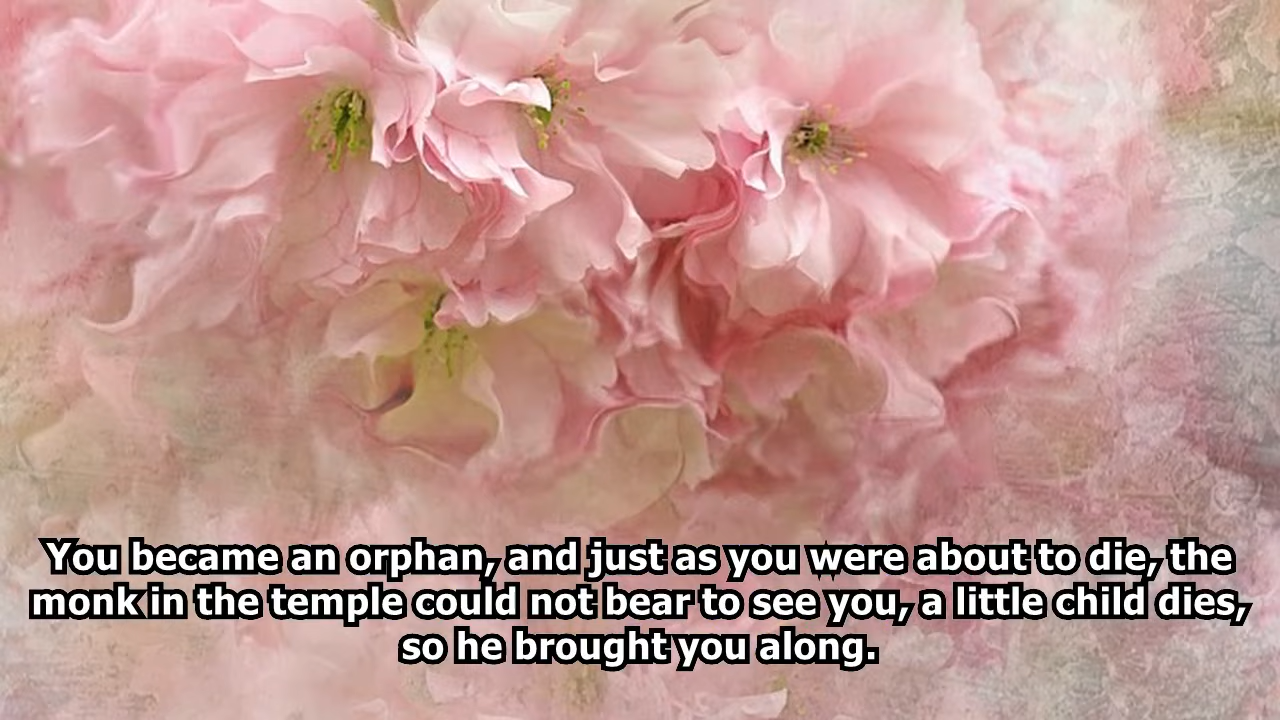 You became an orphan, and just as you were about to die, the
monk in the temple could not bear to see you, a little child dies,
so he brought you along.